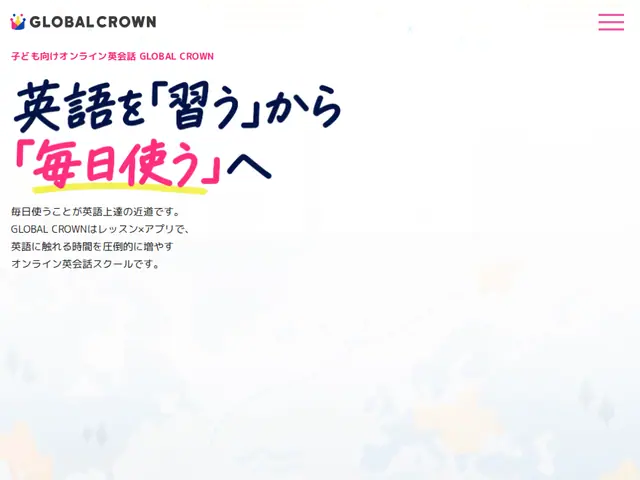 GLOBAL CROWN
子ども向けオンライン英会話 GLOBAL CROWN
英語を「習う」から
「毎日使う」へ
毎日使うことが英語上達の近道です。
GLOBAL CROWNはレッスン×アプリで、
英語に触れる時間を圧倒的に増やす
オンライン英会話スクールです。